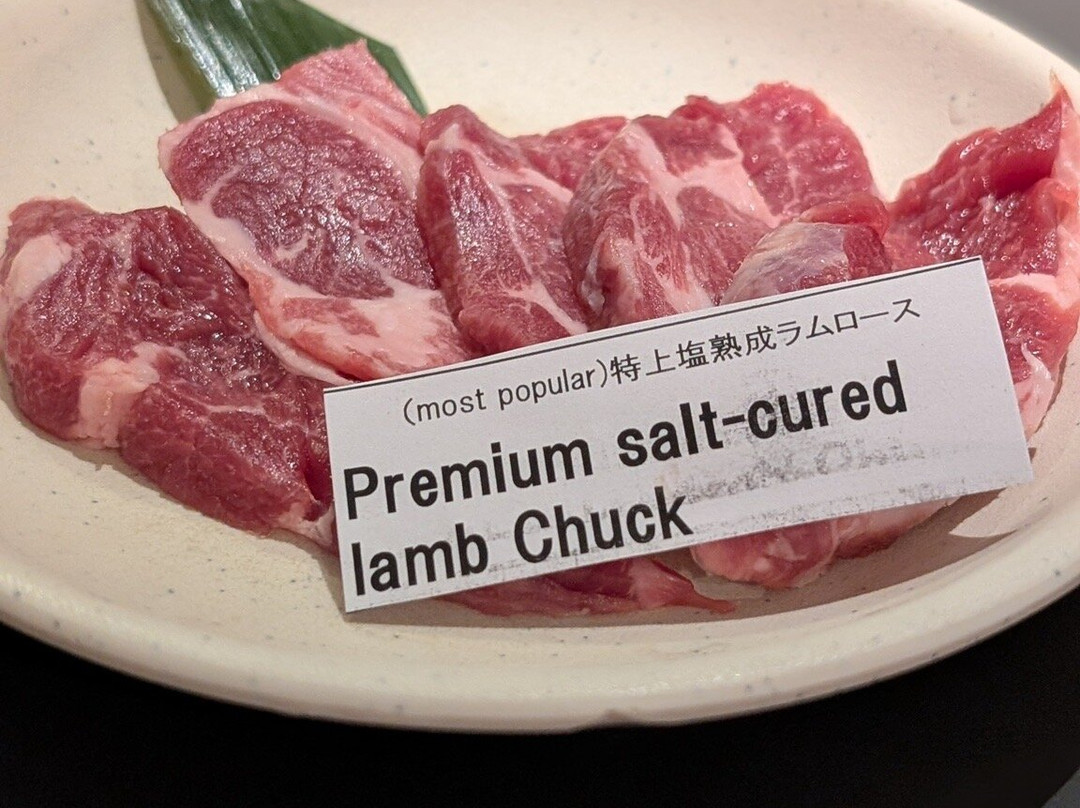 (most popular)特上塩熟成ラムロース
Premium salt-cured
lamb Chuck